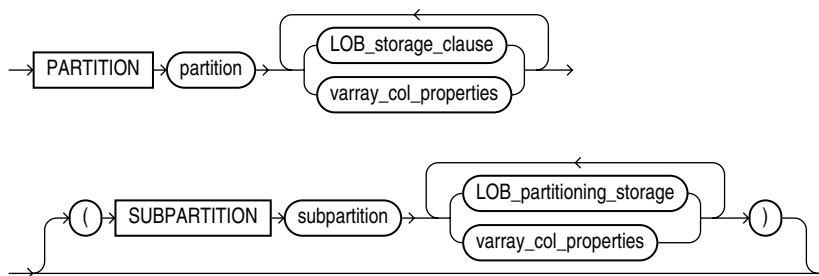 LOB_storage_clause
PARTITION partition
varray_col_properties
LOB_partitioning_storage
( SUBPARTITION subpartition )
varray_col_properties